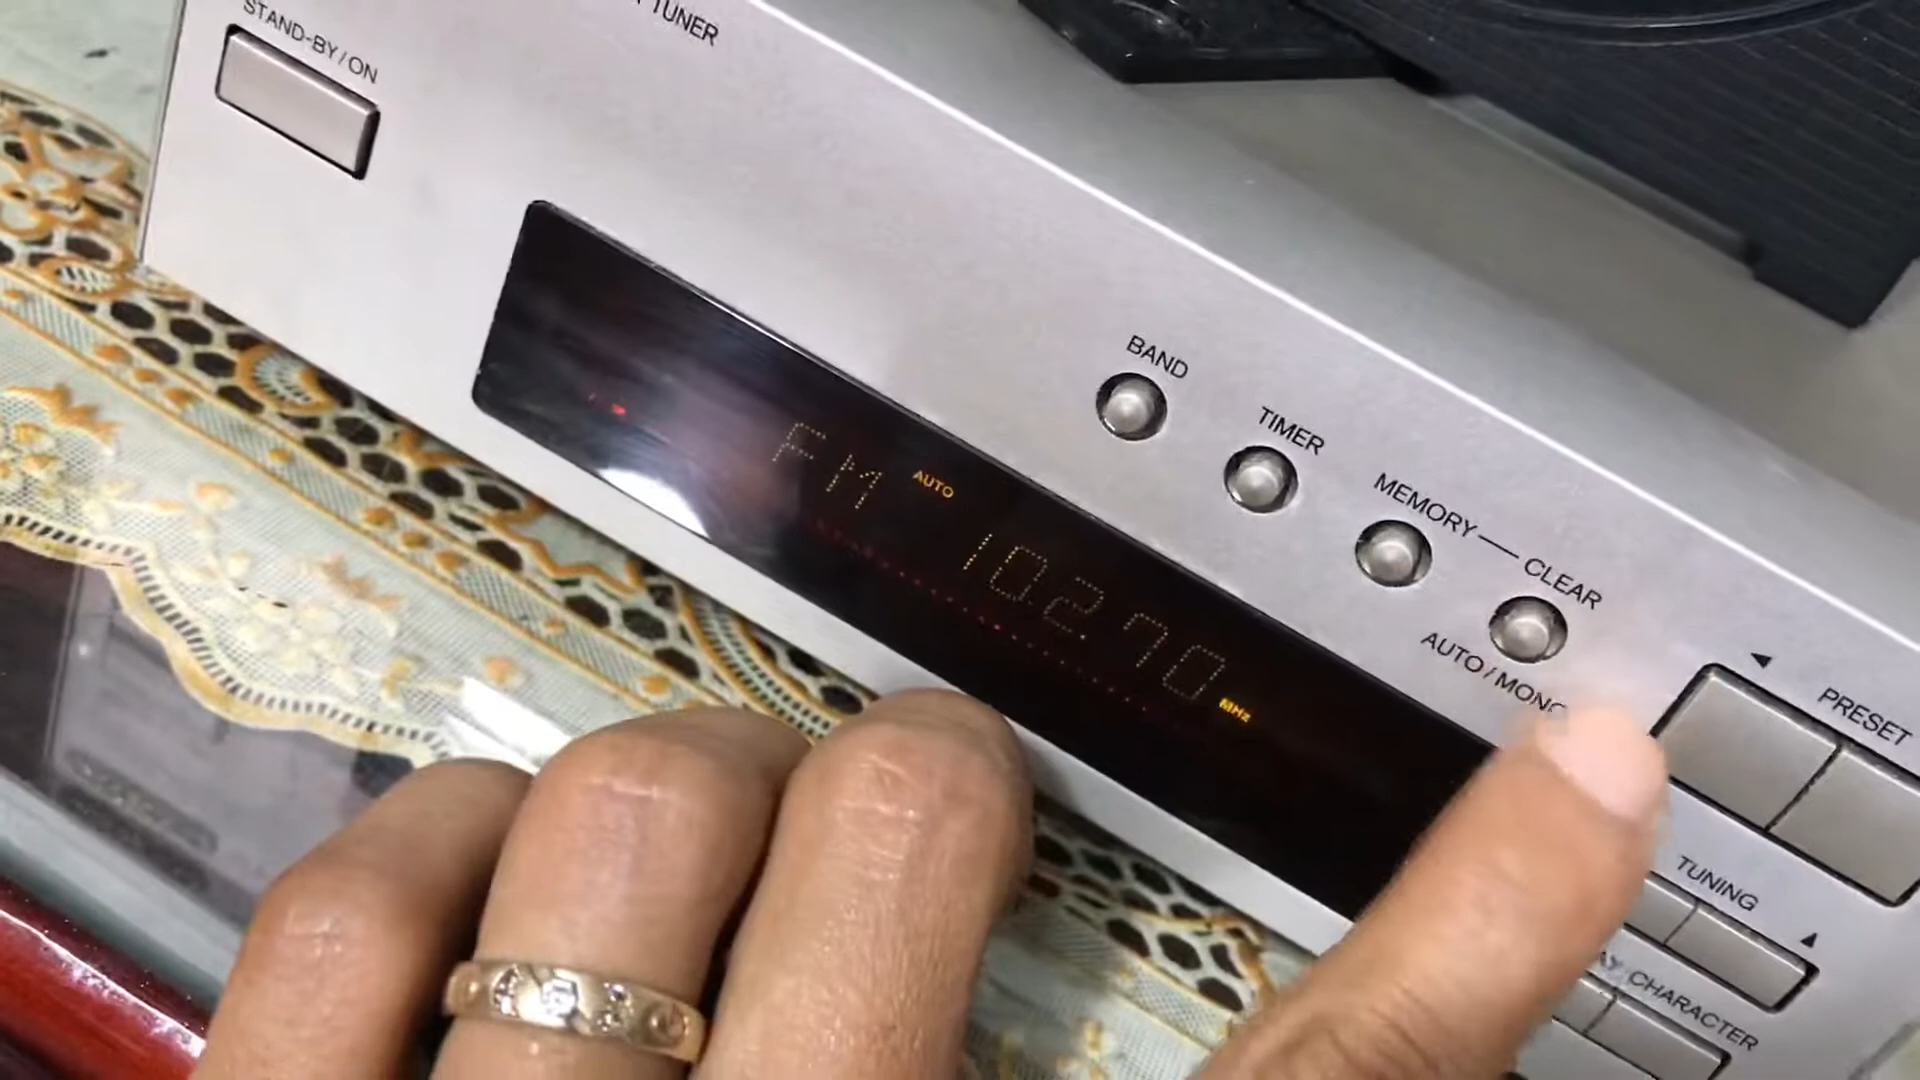 STAND-BY/ON
TUNER
BAND
TIMER
MEMORY — CLEAR
AUTO/MONO
FM AUTO 102.70 MHz
PRESET
TUNING
CHARACTER